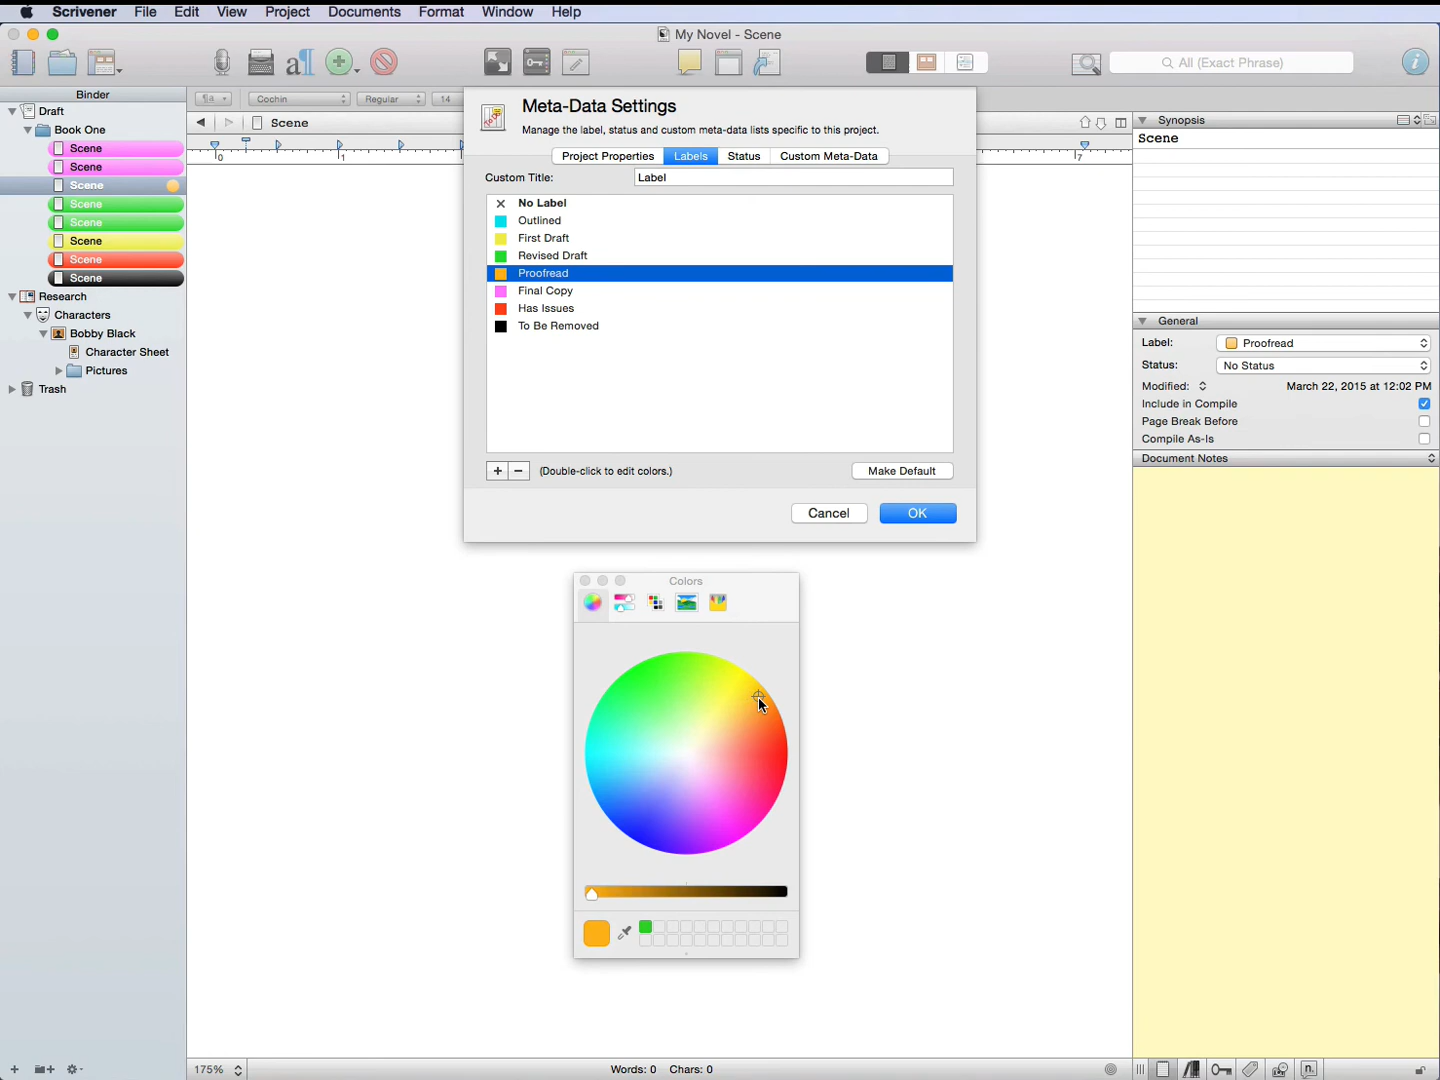 Scrivener File Edit View Project Documents Format Window Help
My Novel - Scene
All (Exact Phrase)
Binder
Draft
Book One
Scene
Scene
Scene
Scene
Scene
Scene
Scene
Scene
Research
Characters
Bobby Black
Character Sheet
Pictures
Trash
¶a Cochin Regular 14
Scene
0 1 7
Meta-Data Settings
Manage the label, status and custom meta-data lists specific to this project.
Project Properties Labels Status Custom Meta-Data
Custom Title: Label
No Label
Outlined
First Draft
Revised Draft
Proofread
Final Copy
Has Issues
To Be Removed
+ − (Double-click to edit colors.) Make Default
Cancel OK
Colors
Synopsis
Scene
General
Label: Proofread
Status: No Status
Modified: March 22, 2015 at 12:02 PM
Include in Compile
Page Break Before
Compile As-Is
Document Notes
175% Words: 0 Chars: 0